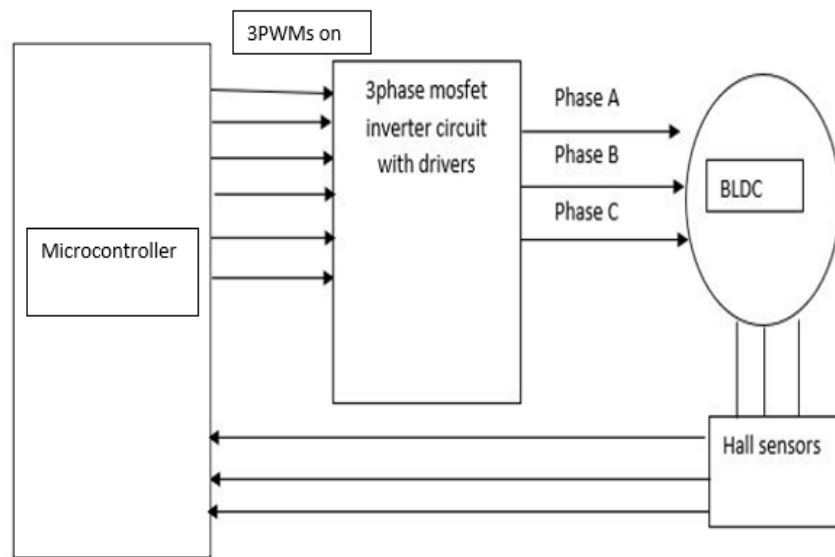 3PWMs on
3phase mosfet
inverter circuit
with drivers
Phase A
Phase B
Phase C
BLDC
Microcontroller
Hall sensors